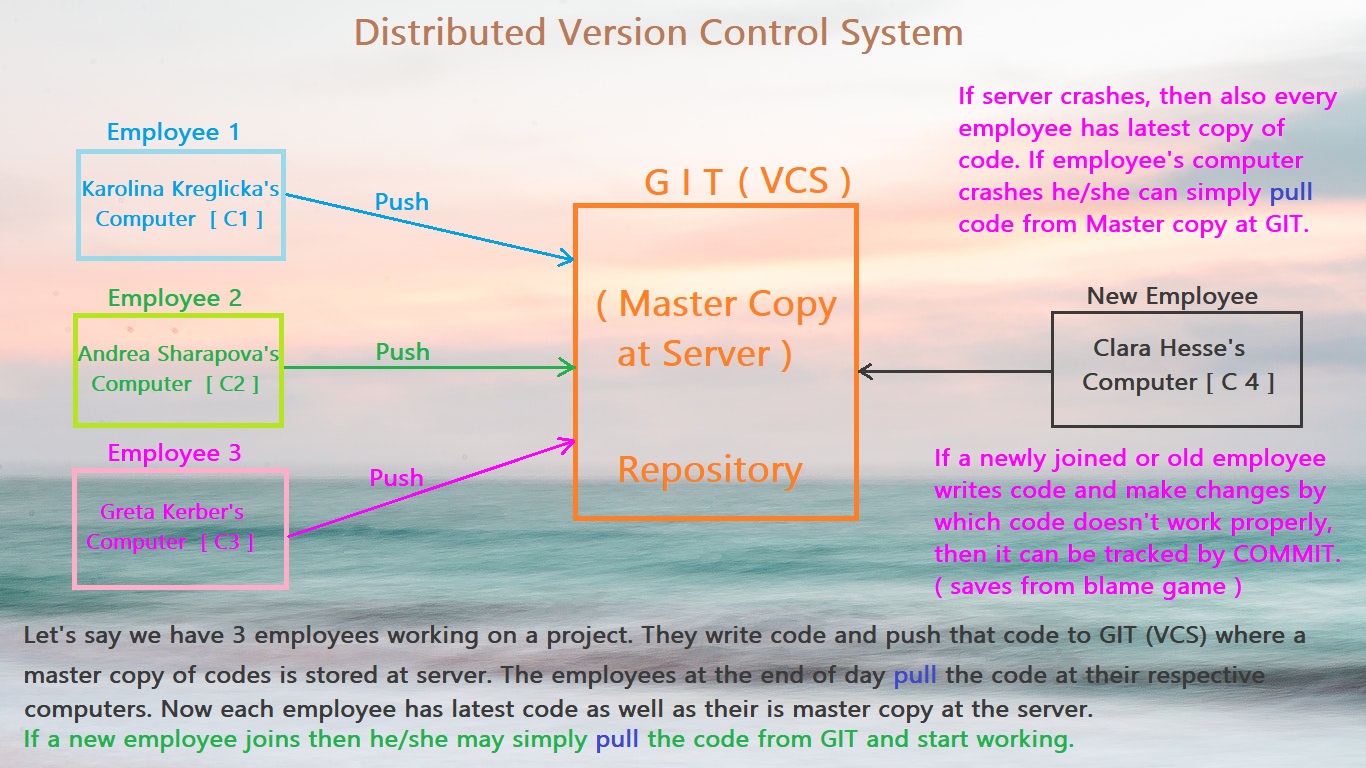 Distributed Version Control System
If server crashes, then also every
employee has latest copy of
code. If employee's computer
crashes he/she can simply pull
code from Master copy at GIT.
Employee 1
Karolina Kreglicka's
Computer [ C1 ]
Push
G I T ( VCS )
( Master Copy
at Server )
Repository
Employee 2
Andrea Sharapova's
Computer [ C2 ]
Push
New Employee
Clara Hesse's
Computer [ C 4 ]
Employee 3
Greta Kerber's
Computer [ C3 ]
Push
If a newly joined or old employee
writes code and make changes by
which code doesn't work properly,
then it can be tracked by COMMIT.
( saves from blame game )
Let's say we have 3 employees working on a project. They write code and push that code to GIT (VCS) where a
master copy of codes is stored at server. The employees at the end of day pull the code at their respective
computers. Now each employee has latest code as well as their is master copy at the server.
If a new employee joins then he/she may simply pull the code from GIT and start working.